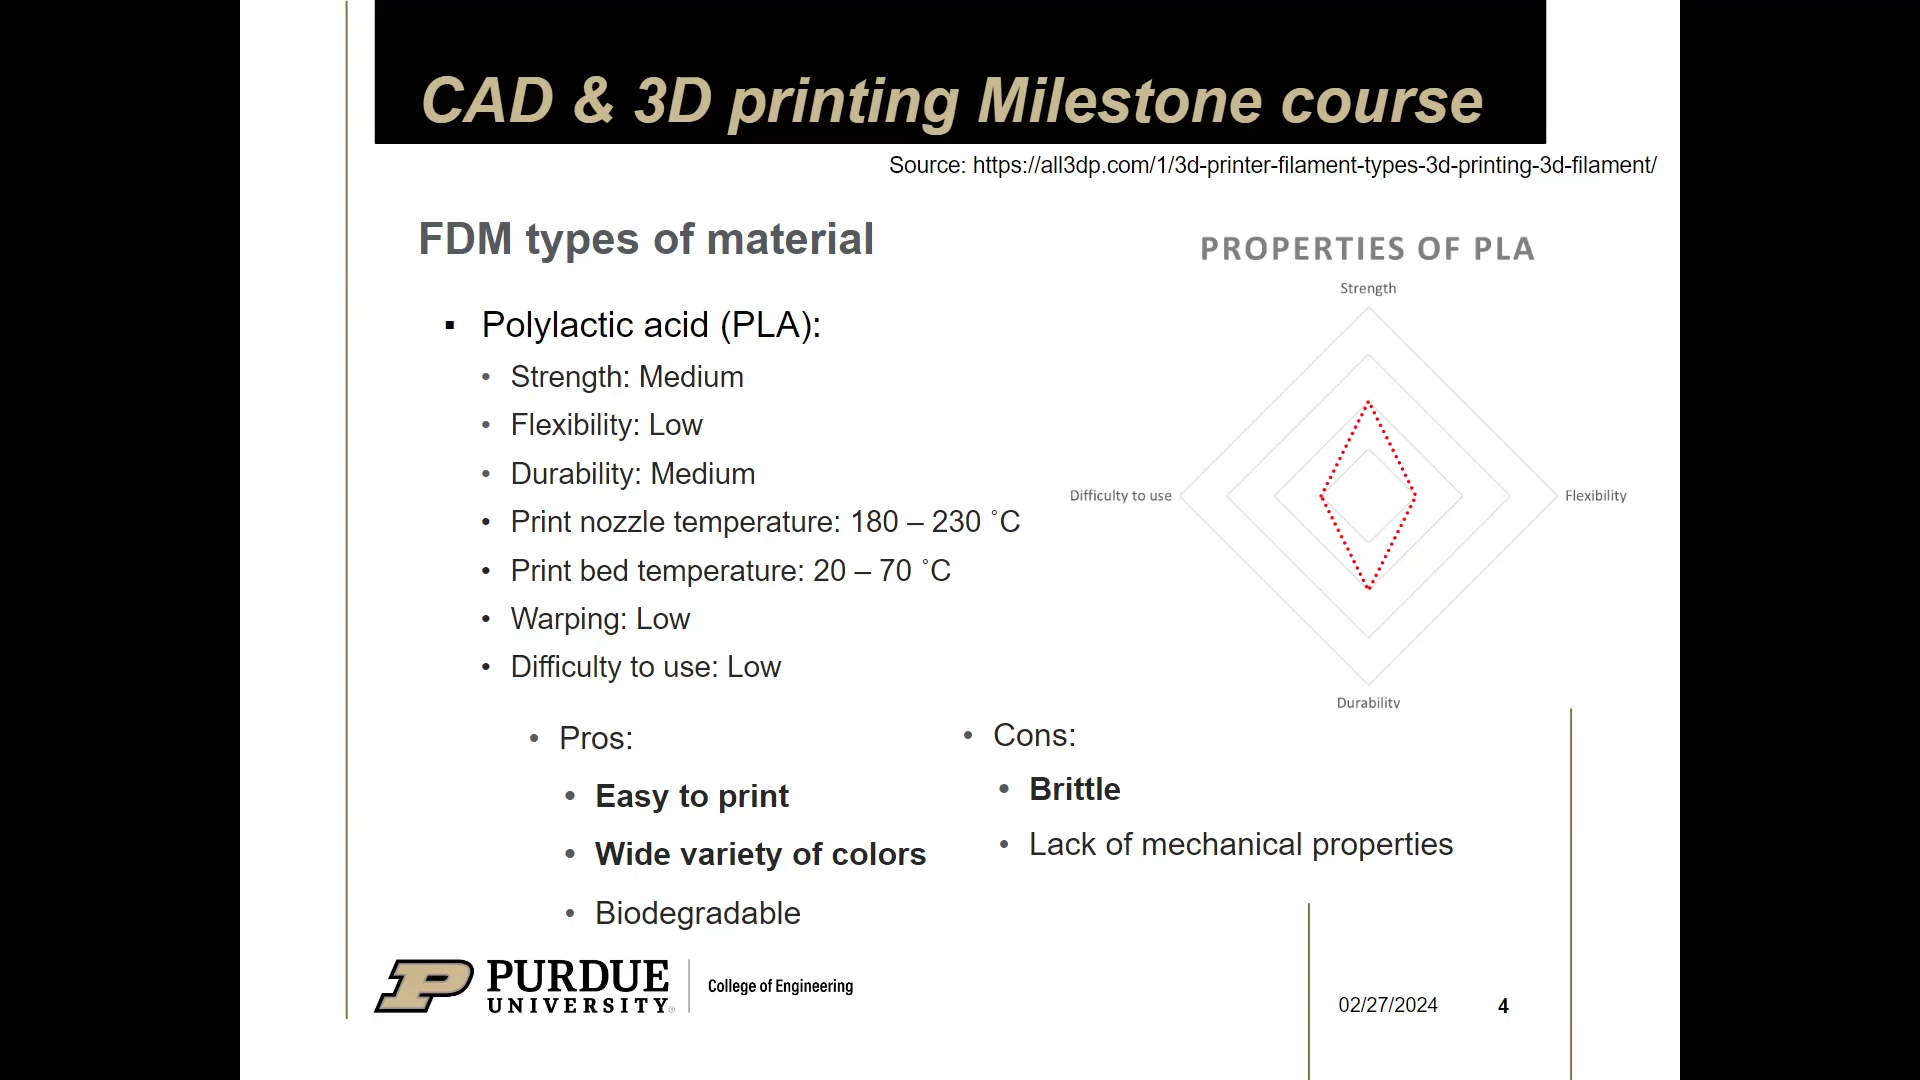 CAD & 3D printing Milestone course
Source: https://all3dp.com/1/3d-printer-filament-types-3d-printing-3d-filament/
FDM types of material
Polylactic acid (PLA):
Strength: Medium
Flexibility: Low
Durability: Medium
Print nozzle temperature: 180 – 230 ˚C
Print bed temperature: 20 – 70 ˚C
Warping: Low
Difficulty to use: Low
Pros:
Easy to print
Wide variety of colors
Biodegradable
Cons:
Brittle
Lack of mechanical properties
PROPERTIES OF PLA
Strength
Difficulty to use
Flexibility
Durability
P PURDUE
UNIVERSITY®
College of Engineering
02/27/2024
4